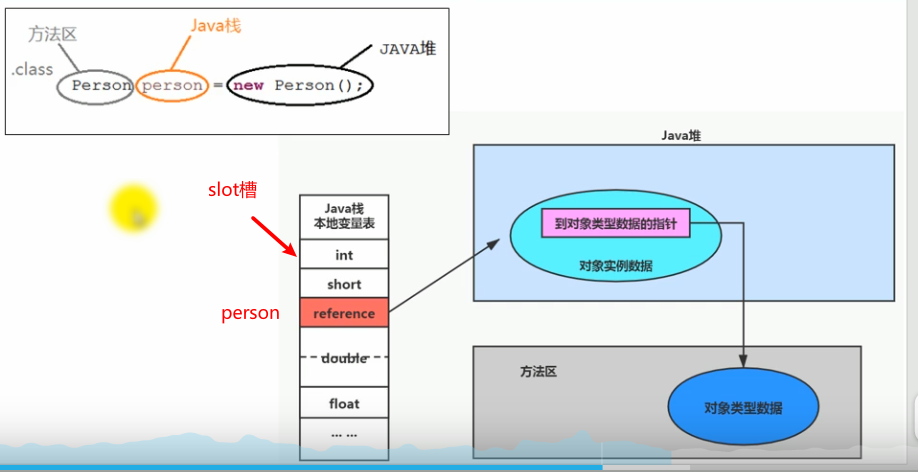 方法区
Java栈
JAVA堆
.class
Person person = new Person();
Java堆
slot槽
Java栈
本地变量表
int
short
person
reference
double
float
... ...
到对象类型数据的指针
对象实例数据
方法区
对象类型数据